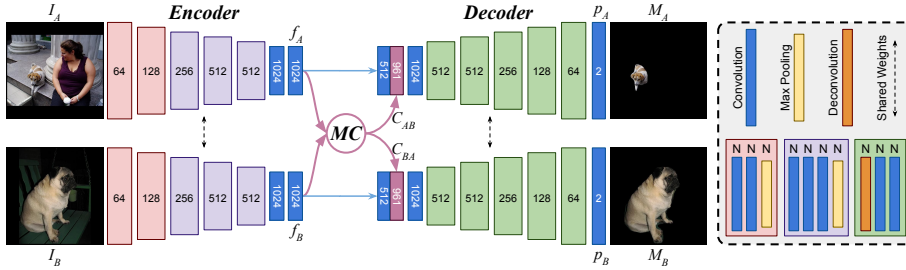 I_A Encoder f_A Decoder p_A M_A
64 128 256 512 512 1024 1024 512 961 1024 512 512 256 128 64 2
MC
C_AB
C_BA
64 128 256 512 512 1024 1024 512 961 1024 512 512 256 128 64 2
I_B f_B p_B M_B
Convolution
Max Pooling
Deconvolution
Shared Weights
N N N N N N N N N N